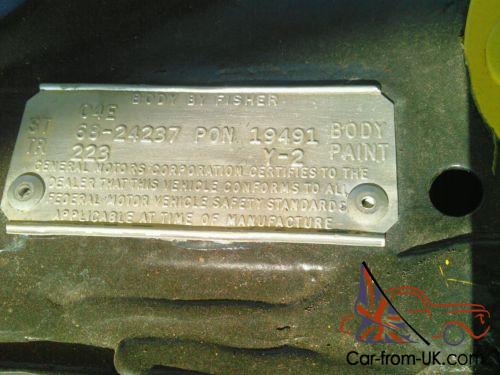 BODY BY FISHER
04E
ST 68-24237 PON 19491 BODY
TR 223 Y-2 PAINT
GENERAL MOTORS CORPORATION CERTIFIES TO THE
DEALER THAT THIS VEHICLE CONFORMS TO ALL
FEDERAL MOTOR VEHICLE SAFETY STANDARDS
APPLICABLE AT TIME OF MANUFACTURE
Car-from-UK.com